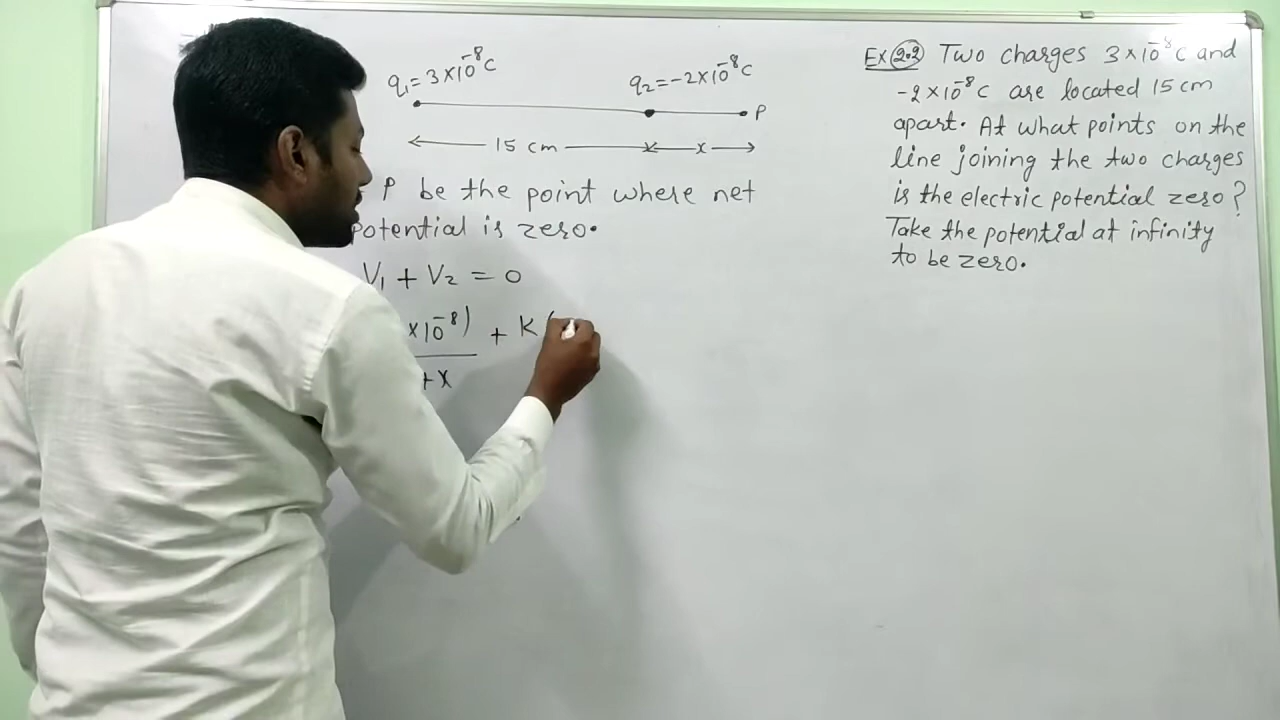 q₁=3×10⁻⁸C
q₂=-2×10⁻⁸C
P
15 cm
x
P be the point where net
potential is zero.
V₁ + V₂ = 0
×10⁻⁸) + K (
+x
Ex 2.2 Two charges 3×10⁻⁸C and
-2×10⁻⁸C are located 15 cm
apart. At what points on the
line joining the two charges
is the electric potential zero?
Take the potential at infinity
to be zero.